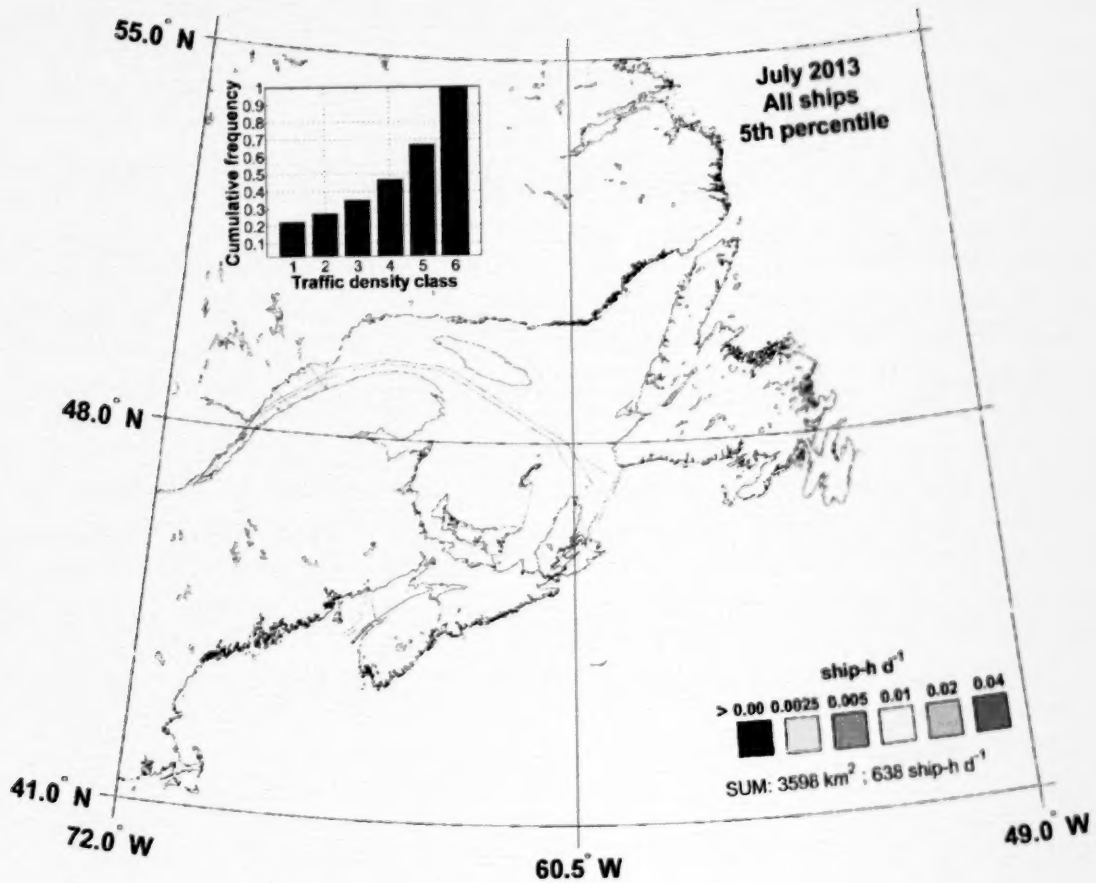 55.0° N
July 2013
All ships
5th percentile
Cumulative frequency
1
0.9
0.8
0.7
0.6
0.5
0.4
0.3
0.2
0.1
1 2 3 4 5 6
Traffic density class
48.0° N
ship-h d⁻¹
> 0.00 0.0025 0.005 0.01 0.02 0.04
SUM: 3598 km² ; 638 ship-h d⁻¹
41.0° N
72.0° W
60.5° W
49.0° W